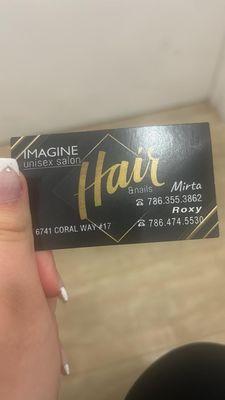 IMAGINE
unisex salon
Hair
&nails
Mirta
786.355.3862
Roxy
786.474.5530
6741 CORAL WAY #17